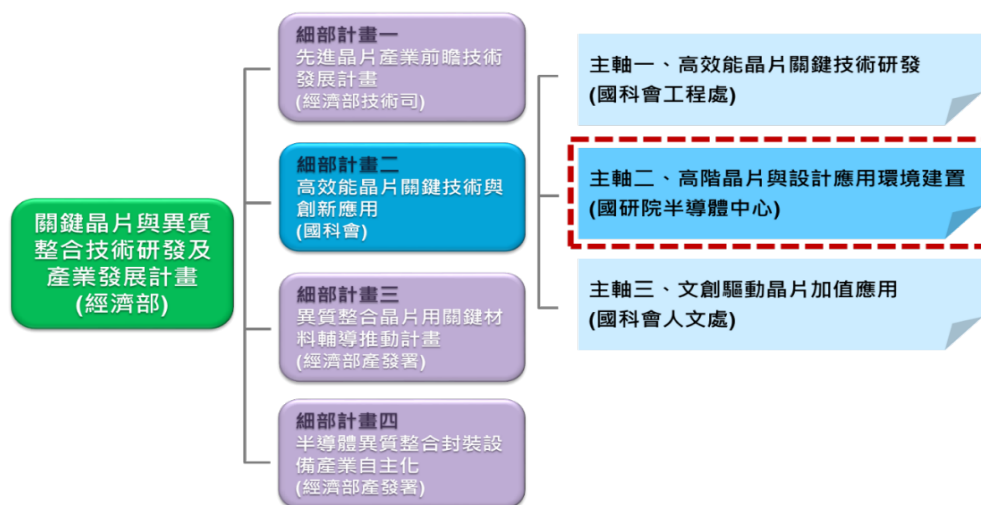 關鍵晶片與異質
整合技術研發及
產業發展計畫
(經濟部)
細部計畫一
先進晶片產業前瞻技術
發展計畫
(經濟部技術司)
細部計畫二
高效能晶片關鍵技術與
創新應用
(國科會)
細部計畫三
異質整合晶片用關鍵材
料輔導推動計畫
(經濟部產發署)
細部計畫四
半導體異質整合封裝設
備產業自主化
(經濟部產發署)
主軸一、高效能晶片關鍵技術研發
(國科會工程處)
主軸二、高階晶片與設計應用環境建置
(國研院半導體中心)
主軸三、文創驅動晶片加值應用
(國科會人文處)